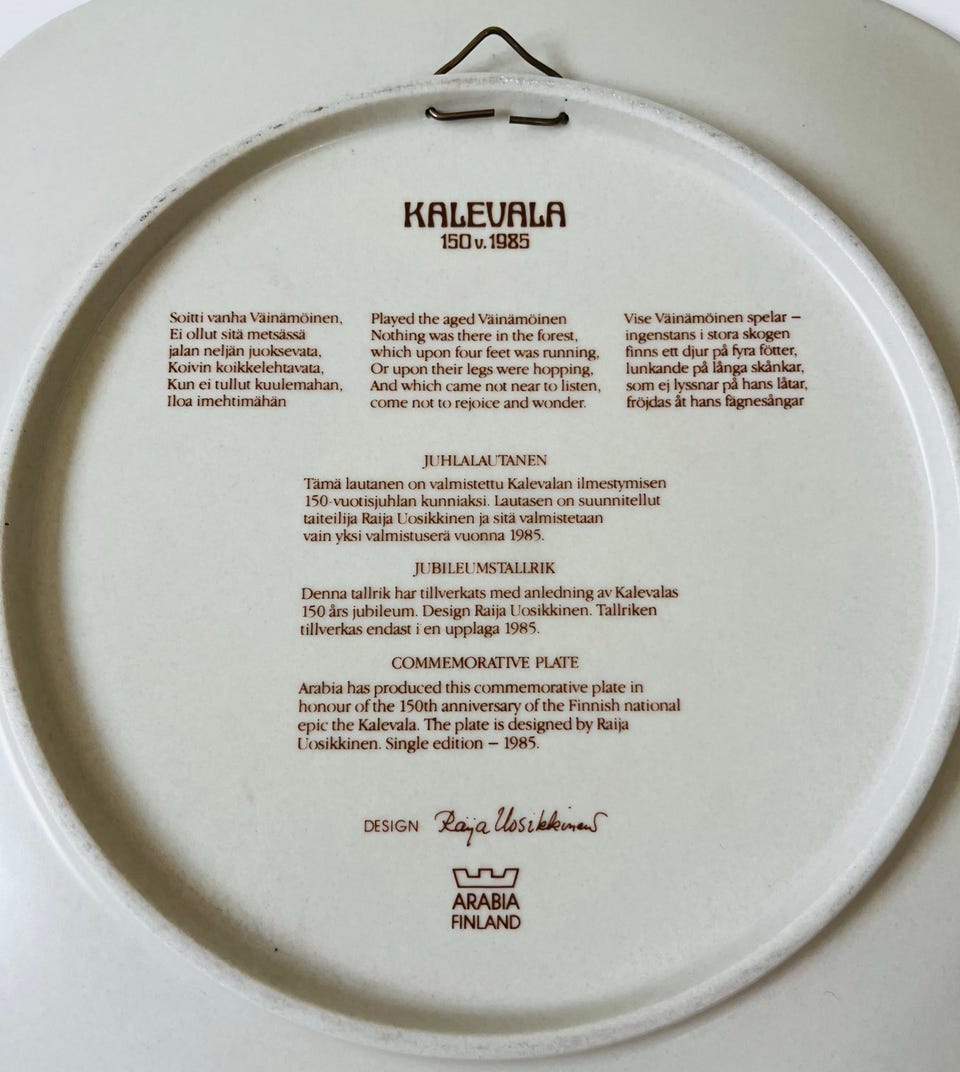 KALEVALA
150 v. 1985
Soitti vanha Väinämöinen,
Ei ollut sitä metsässä
jalan neljän juoksevata,
Koivin koikkelehtavata,
Kun ei tullut kuulemahan,
Iloa imehtimähän
Played the aged Väinämöinen
Nothing was there in the forest,
which upon four feet was running,
Or upon their legs were hopping,
And which came not near to listen,
come not to rejoice and wonder.
Vise Väinämöinen spelar —
ingenstans i stora skogen
finns ett djur på fyra fötter,
lunkande på långa skånkar,
som ej lyssnar på hans låtar,
fröjdas åt hans fägnesångar
JUHLALAUTANEN
Tämä lautanen on valmistettu Kalevalan ilmestymisen
150-vuotisjuhlan kunniaksi. Lautasen on suunnitellut
taiteilija Raija Uosikkinen ja sitä valmistetaan
vain yksi valmistuserä vuonna 1985.
JUBILEUMSTALLRIK
Denna tallrik har tillverkats med anledning av Kalevalas
150 års jubileum. Design Raija Uosikkinen. Tallriken
tillverkas endast i en upplaga 1985.
COMMEMORATIVE PLATE
Arabia has produced this commemorative plate in
honour of the 150th anniversary of the Finnish national
epic the Kalevala. The plate is designed by Raija
Uosikkinen. Single edition — 1985.
DESIGN Raija Uosikkinen
ARABIA
FINLAND